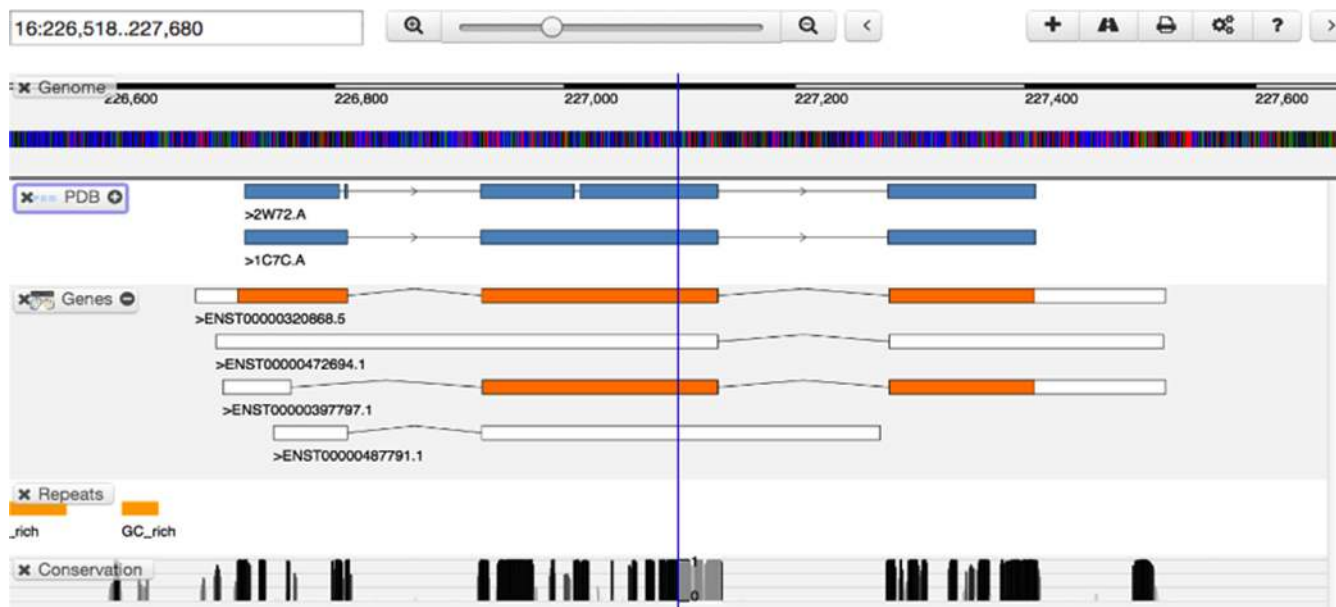 16:226,518..227,680
?
Genome
226,600 226,800 227,000 227,200 227,400 227,600
PDB
>2W72.A
>1C7C.A
Genes
>ENST00000320868.5
>ENST00000472694.1
>ENST00000397797.1
>ENST00000487791.1
Repeats
_rich GC_rich
Conservation
1
0